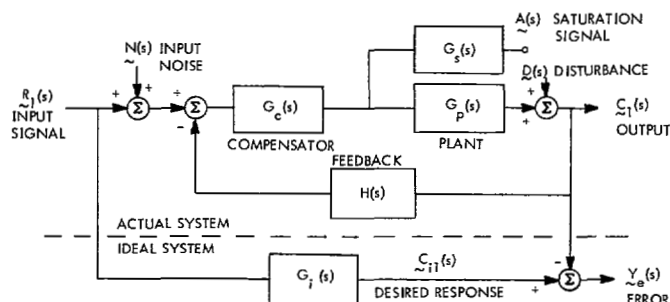 A(s) SATURATION
SIGNAL
G_s(s)
N(s) INPUT
NOISE
D(s) DISTURBANCE
R_1(s)
INPUT
SIGNAL
+ + Σ + Σ −
G_c(s)
COMPENSATOR
G_p(s)
PLANT
+ + Σ
C_1(s)
OUTPUT
FEEDBACK
H(s)
ACTUAL SYSTEM
IDEAL SYSTEM
G_i(s)
C_i1(s)
DESIRED RESPONSE
− + Σ
Y_e(s)
ERROR